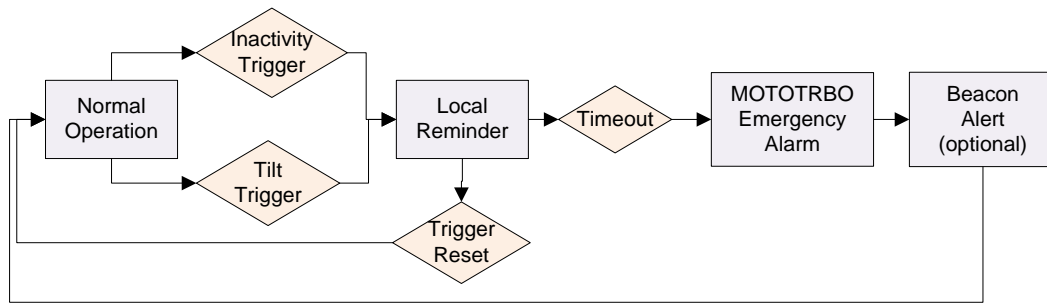 Normal
Operation
Inactivity
Trigger
Tilt
Trigger
Local
Reminder
Trigger
Reset
Timeout
MOTOTRBO
Emergency
Alarm
Beacon
Alert
(optional)